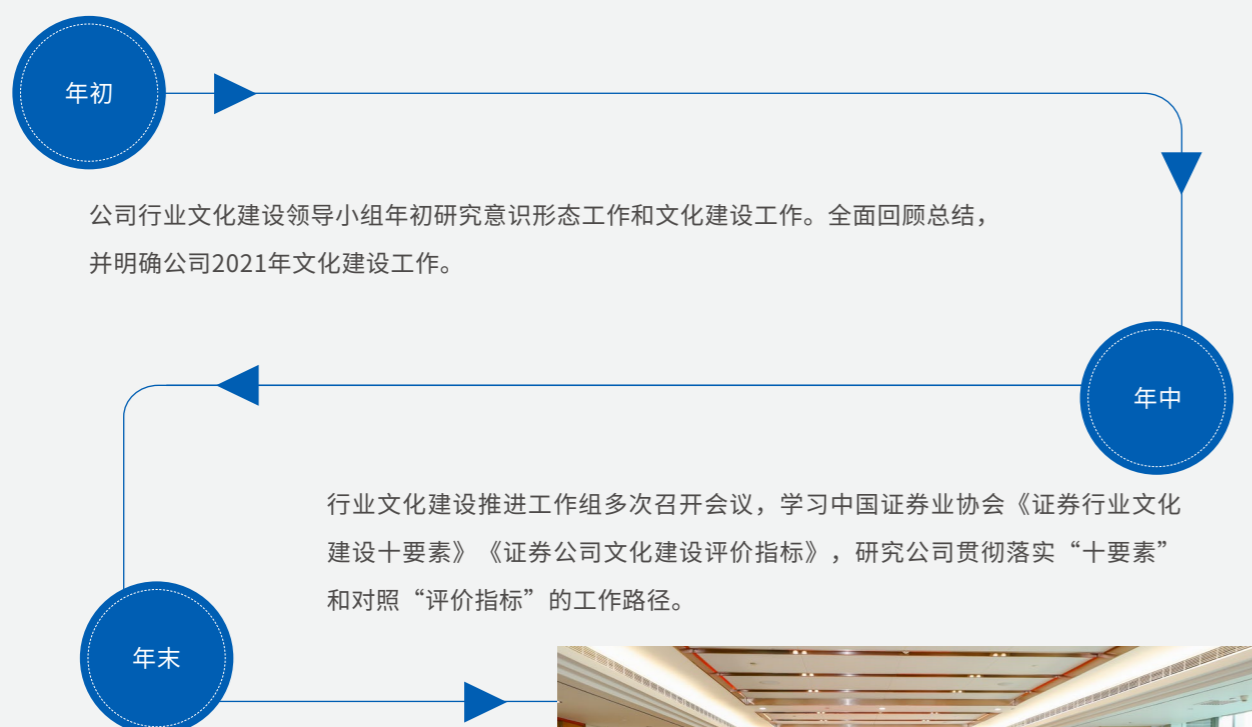 年初
公司行业文化建设领导小组年初研究意识形态工作和文化建设工作。全面回顾总结，
并明确公司2021年文化建设工作。
年中
行业文化建设推进工作组多次召开会议，学习中国证券业协会《证券行业文化
建设十要素》《证券公司文化建设评价指标》，研究公司贯彻落实“十要素”
和对照“评价指标”的工作路径。
年末